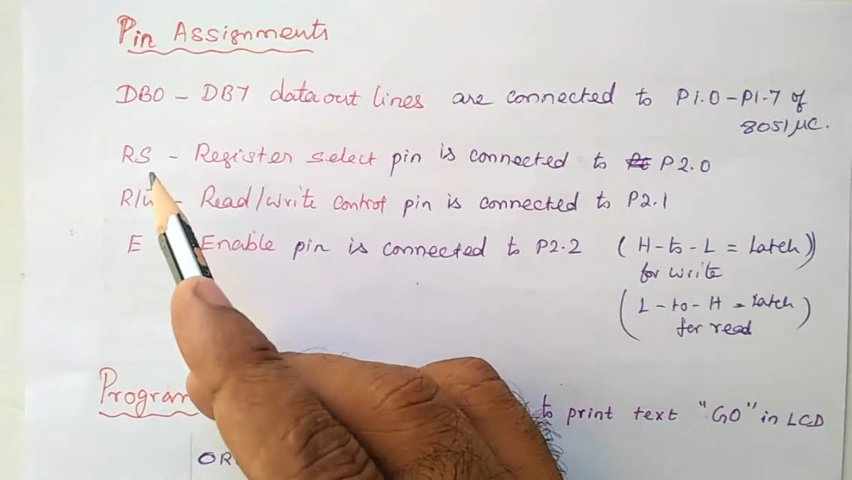 Pin Assignments
DB0 - DB7 data out lines are connected to P1.0 - P1.7 of
8051 μC.
RS - Register select pin is connected to P2.0
R/W - Read/Write control pin is connected to P2.1
E Enable pin is connected to P2.2 (H-to-L = Latch)
for write
(L-to-H = latch)
for read
Program to print text "GO" in LCD
OR